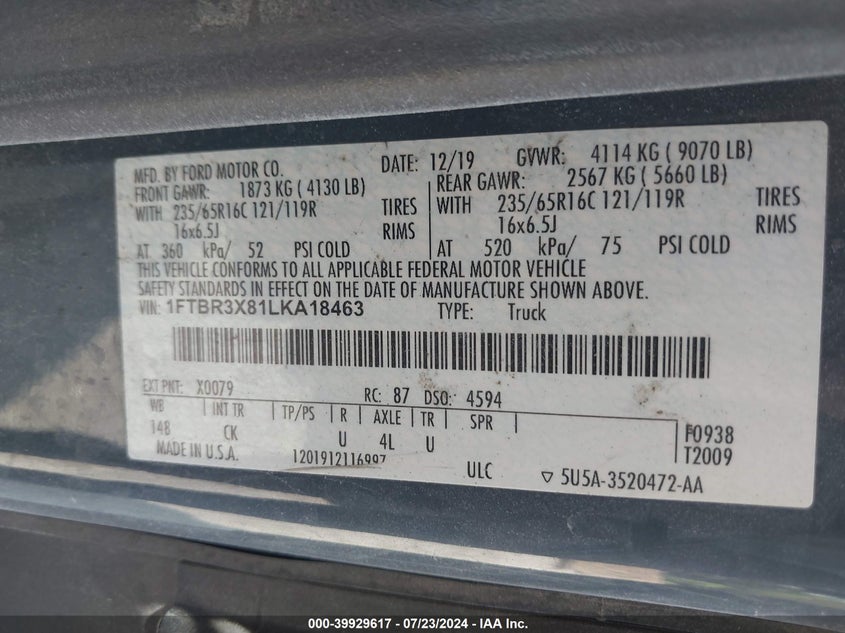 MFD. BY FORD MOTOR CO. DATE: 12/19 GVWR: 4114 KG ( 9070 LB)
FRONT GAWR: 1873 KG ( 4130 LB) REAR GAWR: 2567 KG ( 5660 LB)
WITH 235/65R16C 121/119R TIRES WITH 235/65R16C 121/119R TIRES
16x6.5J RIMS 16x6.5J RIMS
AT 360 kPa/ 52 PSI COLD AT 520 kPa/ 75 PSI COLD
THIS VEHICLE CONFORMS TO ALL APPLICABLE FEDERAL MOTOR VEHICLE
SAFETY STANDARDS IN EFFECT ON THE DATE OF MANUFACTURE SHOWN ABOVE.
VIN: 1FTBR3X81LKA18463 TYPE: Truck
EXT PNT: X0079 RC: 87 DSO: 4594
WB INT TR TP/PS R AXLE TR SPR
148 CK U 4L U F0938
MADE IN U.S.A. 1201912116997 T2009
ULC ▽ 5U5A-3520472-AA
000-39929617 / 07/23/2024 - IAA Inc.